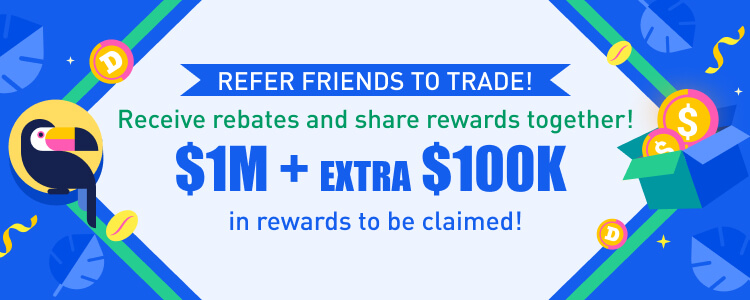 REFER FRIENDS TO TRADE!
Receive rebates and share rewards together!
$1M + EXTRA $100K
in rewards to be claimed!
D
$
$
D